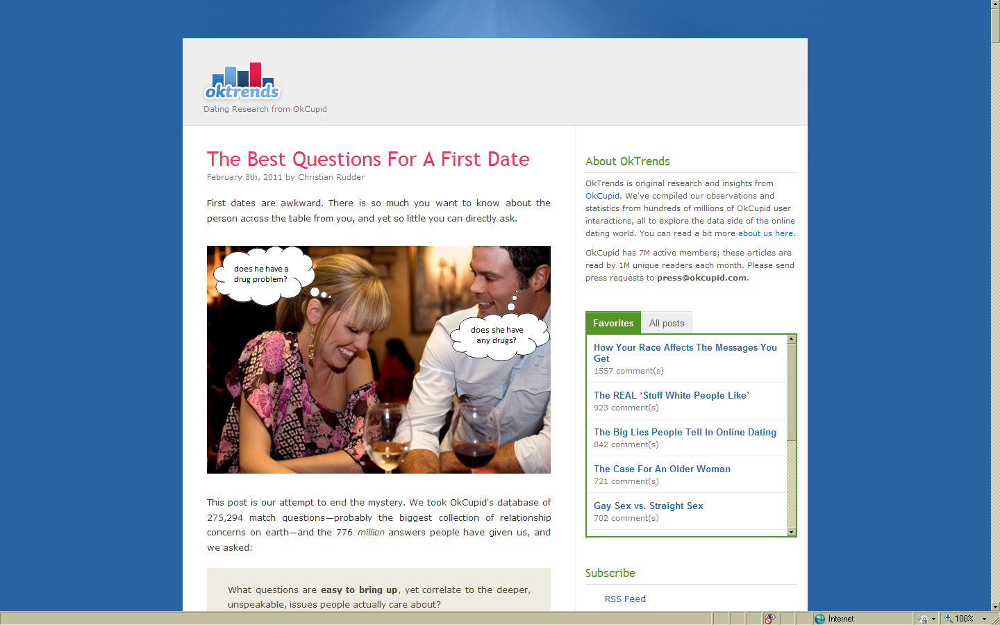 oktrends
Dating Research from OkCupid
The Best Questions For A First Date
February 8th, 2011 by Christian Rudder
First dates are awkward. There is so much you want to know about the
person across the table from you, and yet so little you can directly ask.
does he have a
drug problem?
does she have
any drugs?
This post is our attempt to end the mystery. We took OkCupid's database of
275,294 match questions—probably the biggest collection of relationship
concerns on earth—and the 776 million answers people have given us, and
we asked:
What questions are easy to bring up, yet correlate to the deeper,
unspeakable, issues people actually care about?
About OkTrends
OkTrends is original research and insights from
OkCupid. We've compiled our observations and
statistics from hundreds of millions of OkCupid user
interactions, all to explore the data side of the online
dating world. You can read a bit more about us here.
OkCupid has 7M active members; these articles are
read by 1M unique readers each month. Please send
press requests to press@okcupid.com.
Favorites
All posts
How Your Race Affects The Messages You
Get
1557 comment(s)
The REAL ‘Stuff White People Like’
923 comment(s)
The Big Lies People Tell In Online Dating
842 comment(s)
The Case For An Older Woman
721 comment(s)
Gay Sex vs. Straight Sex
702 comment(s)
Subscribe
RSS Feed
Internet
100%